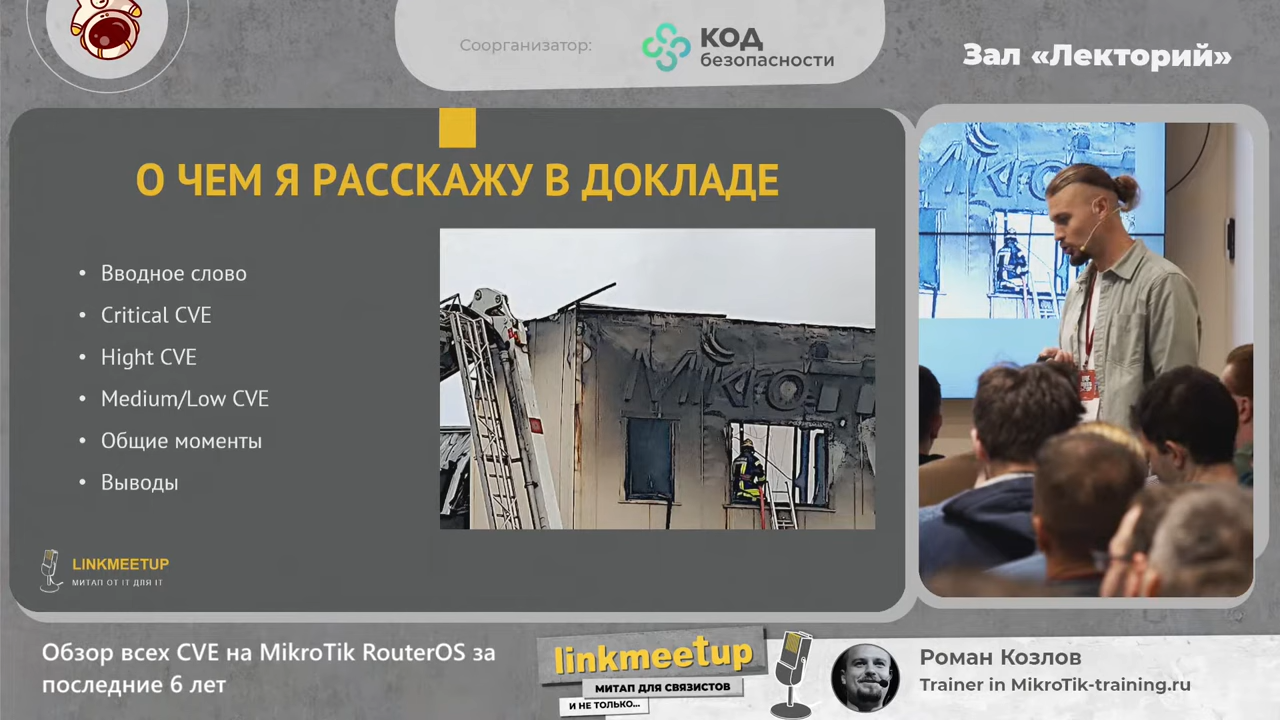 Соорганизатор:
КОД
безопасности
Зал «Лекторий»
О ЧЕМ Я РАССКАЖУ В ДОКЛАДЕ
• Вводное слово
• Critical CVE
• Hight CVE
• Medium/Low CVE
• Общие моменты
• Выводы
MikroTi
LINKMEETUP
МИТАП ОТ IT ДЛЯ IT
Обзор всех CVE на MikroTik RouterOS за
последние 6 лет
linkmeetup
МИТАП ДЛЯ СВЯЗИСТОВ
И НЕ ТОЛЬКО...
Роман Козлов
Trainer in MikroTik-training.ru